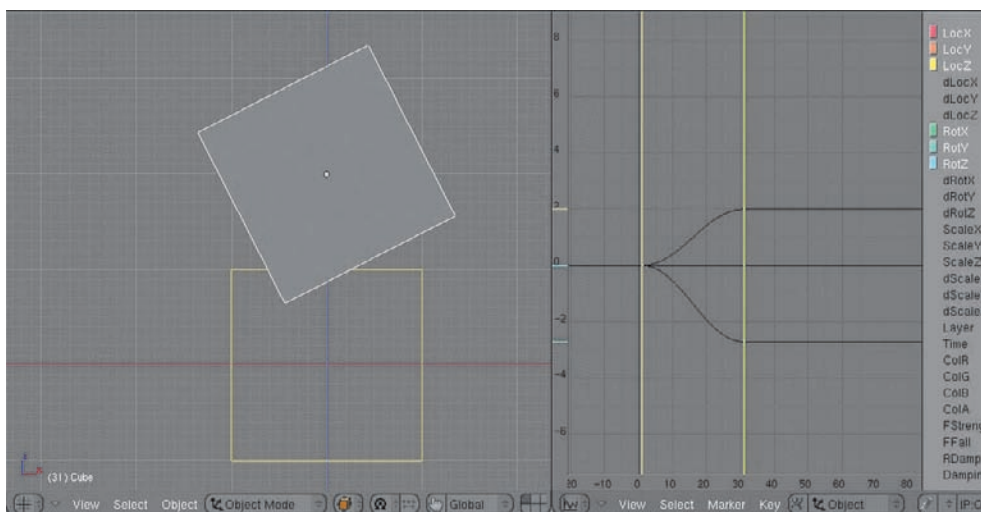 (31) Cube
View Select Object Object Mode Global
8
6
4
2
0
-2
-4
-6
-20 -10 0 10 20 30 40 50 60 70 80
View Select Marker Key Object
LocX
LocY
LocZ
dLocX
dLocY
dLocZ
RotX
RotY
RotZ
dRotX
dRotY
dRotZ
ScaleX
ScaleY
ScaleZ
dScale
dScale
dScale
Layer
Time
ColR
ColG
ColB
ColA
FStreng
FFall
RDamp
Dampin